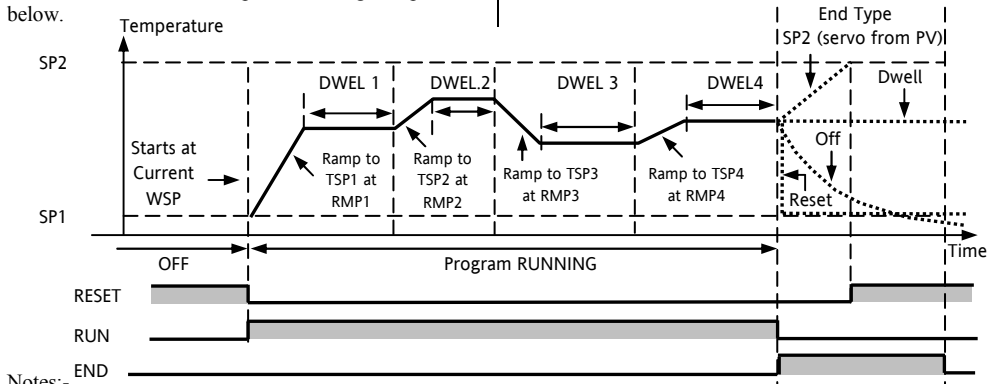 below.
Temperature
End Type
SP2 (servo from PV)
SP2
DWEL 1
DWEL.2
DWEL 3
DWEL4
Dwell
Starts at
Current
WSP
Ramp to
TSP1 at
RMP1
Ramp to
TSP2 at
RMP2
Ramp to TSP3
at RMP3
Ramp to TSP4
at RMP4
Off
Reset
SP1
Time
OFF
Program RUNNING
RESET
RUN
END
Notes:-